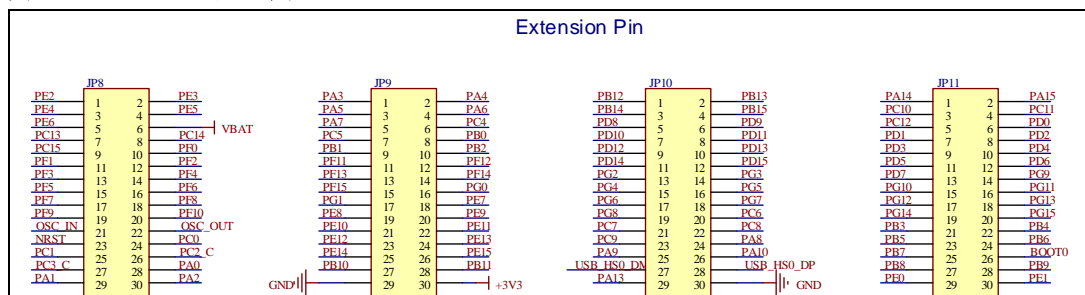 Extension Pin
JP8 JP9 JP10 JP11
PE2 1 2 PE3 PA3 1 2 PA4 PB12 1 2 PB13 PA14 1 2 PA15
PE4 3 4 PE5 PA5 3 4 PA6 PB14 3 4 PB15 PC10 3 4 PC11
PE6 5 6 VBAT PA7 5 6 PC4 PD8 5 6 PD9 PC12 5 6 PD0
PC13 7 8 PC14 PC5 7 8 PB0 PD10 7 8 PD11 PD1 7 8 PD2
PC15 9 10 PF0 PB1 9 10 PB2 PD12 9 10 PD13 PD3 9 10 PD4
PF1 11 12 PF2 PF11 11 12 PF12 PD14 11 12 PD15 PD5 11 12 PD6
PF3 13 14 PF4 PF13 13 14 PF14 PG2 13 14 PG3 PD7 13 14 PG9
PF5 15 16 PF6 PF15 15 16 PG0 PG4 15 16 PG5 PG10 15 16 PG11
PF7 17 18 PF8 PG1 17 18 PE7 PG6 17 18 PG7 PG12 17 18 PG13
PF9 19 20 PF10 PE8 19 20 PE9 PG8 19 20 PC6 PG14 19 20 PG15
OSC_IN 21 22 OSC_OUT PE10 21 22 PE11 PC7 21 22 PC8 PB3 21 22 PB4
NRST 23 24 PC0 PE12 23 24 PE13 PC9 23 24 PA8 PB5 23 24 PB6
PC1 25 26 PC2_C PE14 25 26 PE15 PA9 25 26 PA10 PB7 25 26 BOOT0
PC3_C 27 28 PA0 PB10 27 28 PB11 USB_HS0_DM 27 28 USB_HS0_DP PB8 27 28 PB9
PA1 29 30 PA2 GND 29 30 +3V3 PA13 29 30 GND PE0 29 30 PE1